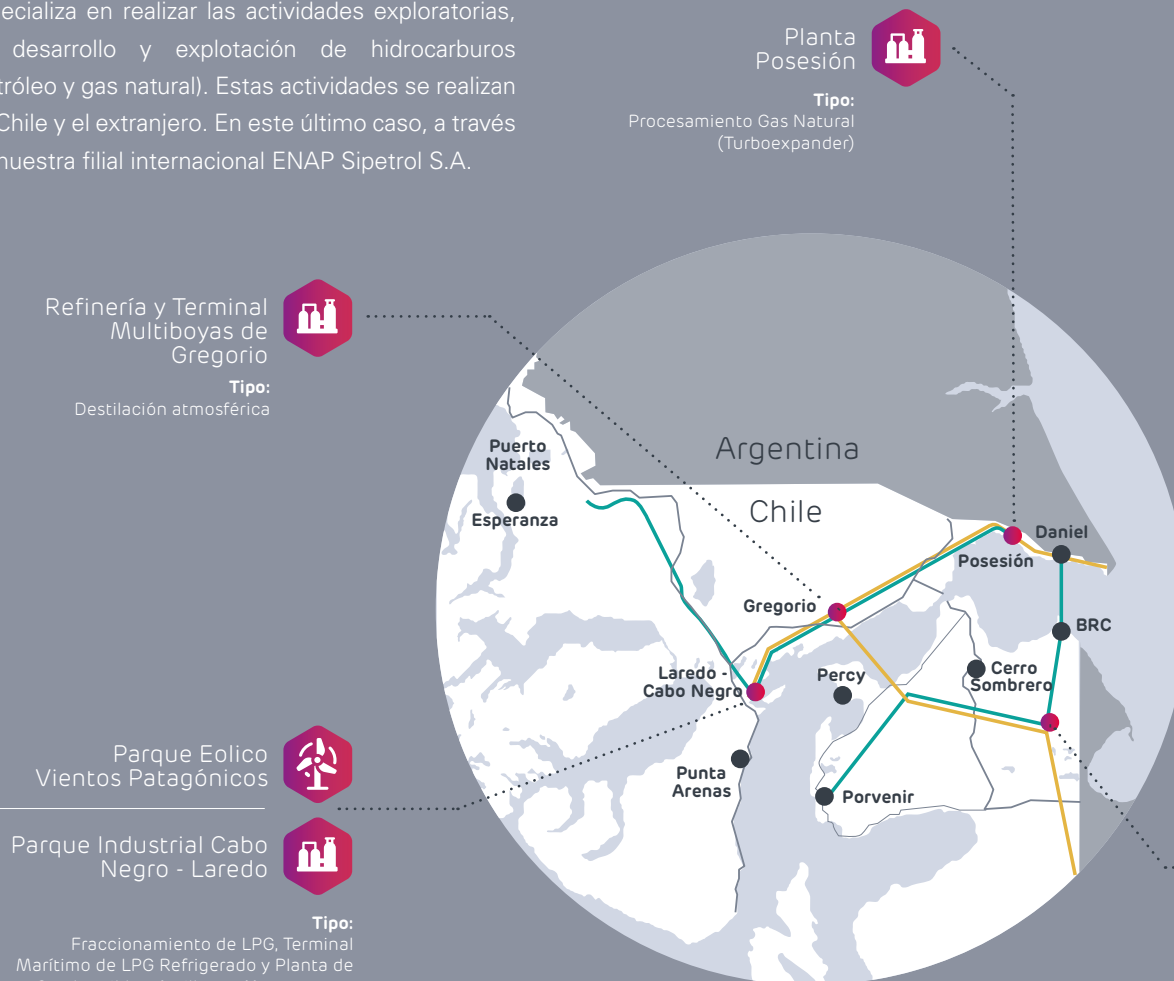 pecializa en realizar las actividades exploratorias,
desarrollo y explotación de hidrocarburos
tróleo y gas natural). Estas actividades se realizan
Chile y el extranjero. En este último caso, a través
nuestra filial internacional ENAP Sipetrol S.A.
Planta
Posesión
Tipo:
Procesamiento Gas Natural
(Turboexpander)
Refinería y Terminal
Multiboyas de
Gregorio
Tipo:
Destilación atmosférica
Argentina
Chile
Puerto
Natales
Esperanza
Posesión
Daniel
BRC
Gregorio
Laredo -
Cabo Negro
Percy
Cerro
Sombrero
Punta
Arenas
Porvenir
Parque Eolico
Vientos Patagónicos
Parque Industrial Cabo
Negro - Laredo
Tipo:
Fraccionamiento de LPG, Terminal
Marítimo de LPG Refrigerado y Planta de